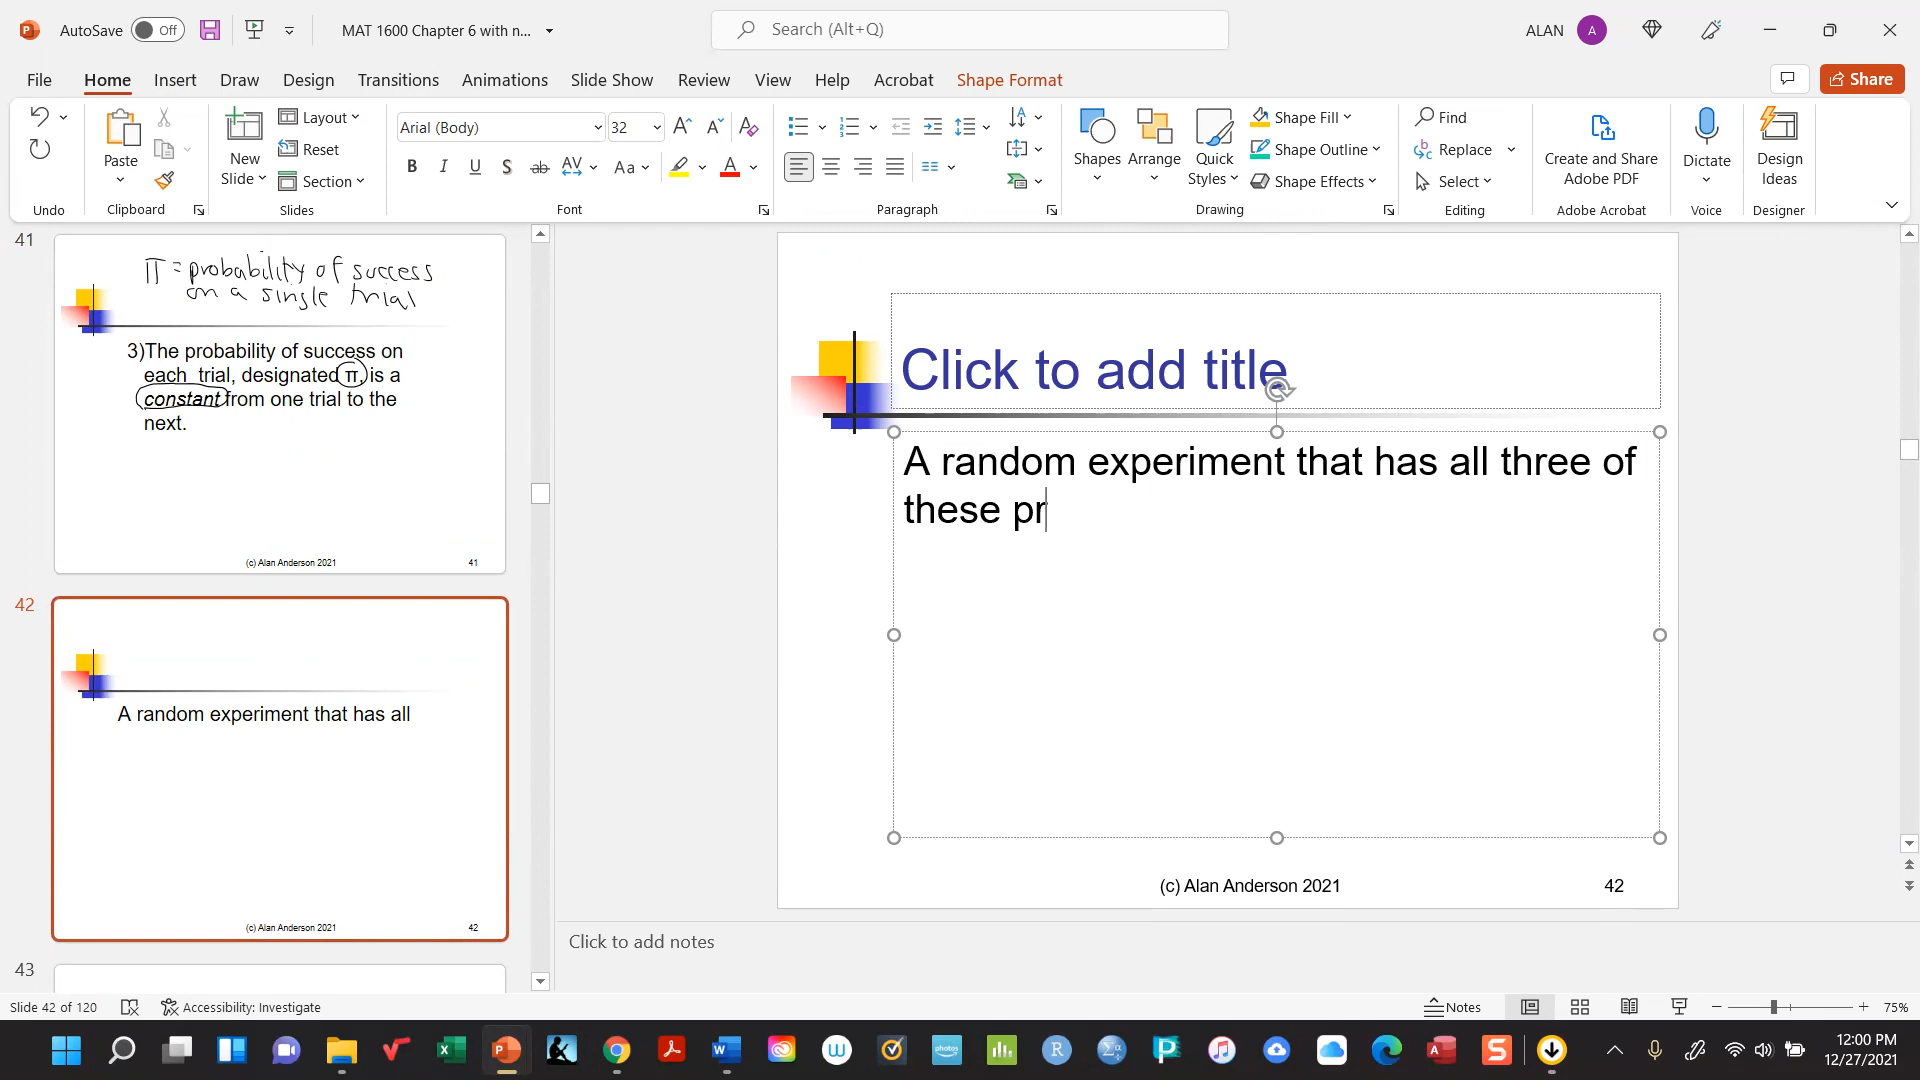 AutoSave Off MAT 1600 Chapter 6 with n... Search (Alt+Q) ALAN A
File Home Insert Draw Design Transitions Animations Slide Show Review View Help Acrobat Shape Format Share
Paste New Slide Layout Reset Section
Arial (Body) 32
B I U S ab AV Aa A
Shapes Arrange Quick Styles Shape Fill Shape Outline Shape Effects
Find Replace Select
Create and Share Adobe PDF Dictate Design Ideas
Undo Clipboard Slides Font Paragraph Drawing Editing Adobe Acrobat Voice Designer
41
π = probability of success
on a single trial
3)The probability of success on
each trial, designated π, is a
constant from one trial to the
next.
(c) Alan Anderson 2021 41
42
A random experiment that has all
(c) Alan Anderson 2021 42
43
Click to add title
A random experiment that has all three of
these pr
(c) Alan Anderson 2021 42
Click to add notes
Slide 42 of 120 Accessibility: Investigate Notes 75%
12:00 PM
12/27/2021